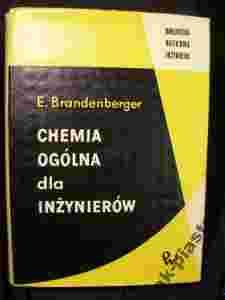 BIBLIOTEKA
NAUKOWA
INŻYNIERA
E. Brandenberger
CHEMIA
OGÓLNA
dla
INŻYNIERÓW